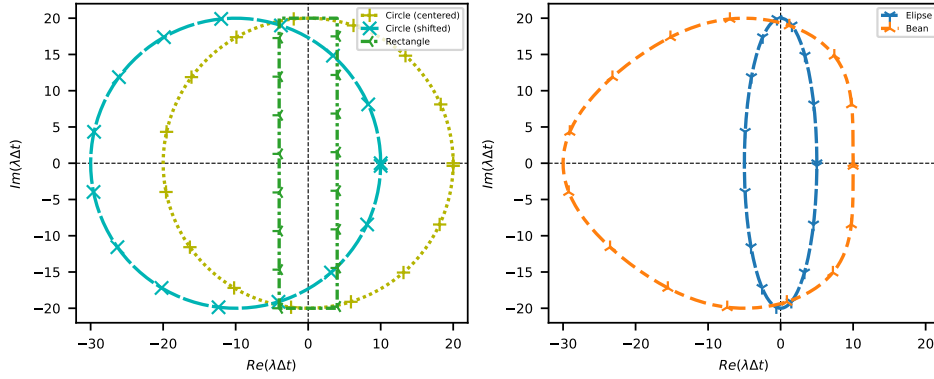 Circle (centered)
Circle (shifted)
Rectangle
20
15
10
5
0
−5
−10
−15
−20
Im(λΔt)
−30 −20 −10 0 10 20
Re(λΔt)
Elipse
Bean
20
15
10
5
0
−5
−10
−15
−20
Im(λΔt)
−30 −20 −10 0 10 20
Re(λΔt)